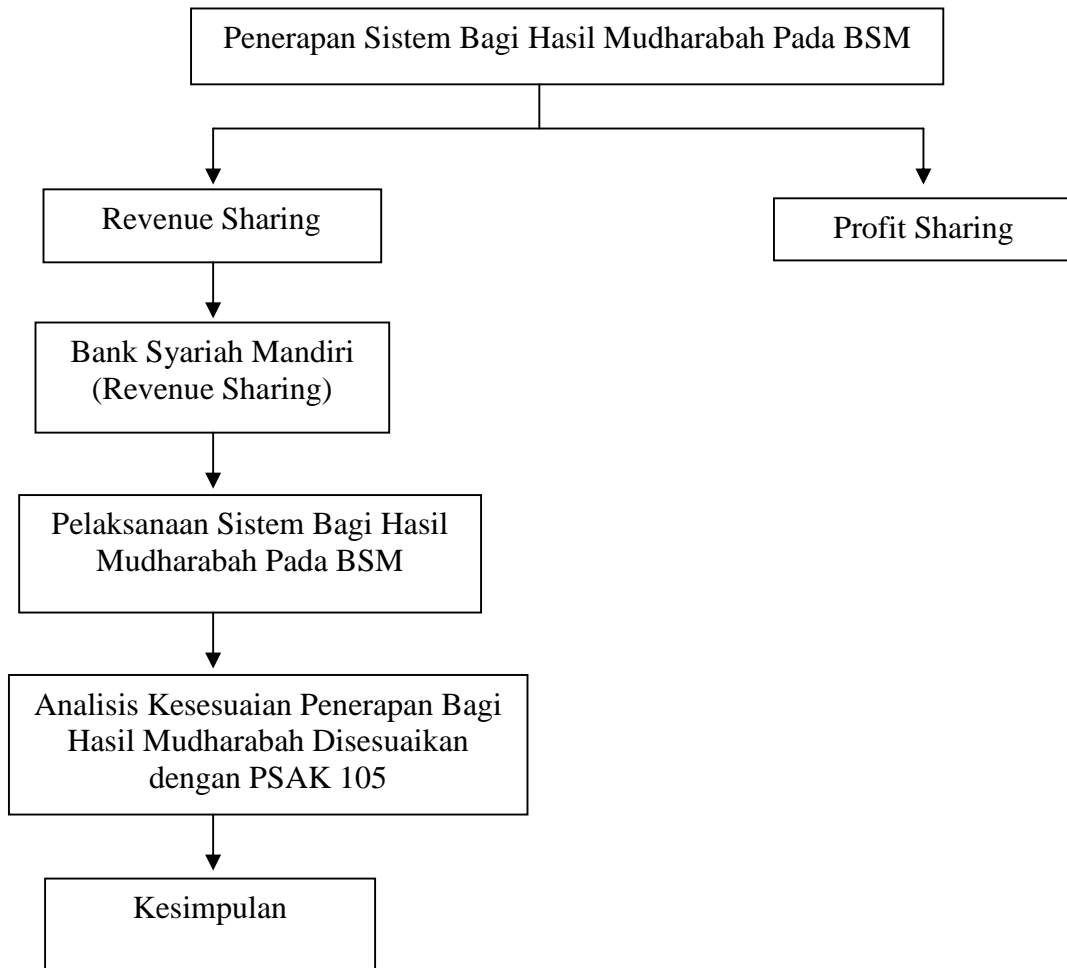 Penerapan Sistem Bagi Hasil Mudharabah Pada BSM
Revenue Sharing
Profit Sharing
Bank Syariah Mandiri
(Revenue Sharing)
Pelaksanaan Sistem Bagi Hasil
Mudharabah Pada BSM
Analisis Kesesuaian Penerapan Bagi
Hasil Mudharabah Disesuaikan
dengan PSAK 105
Kesimpulan